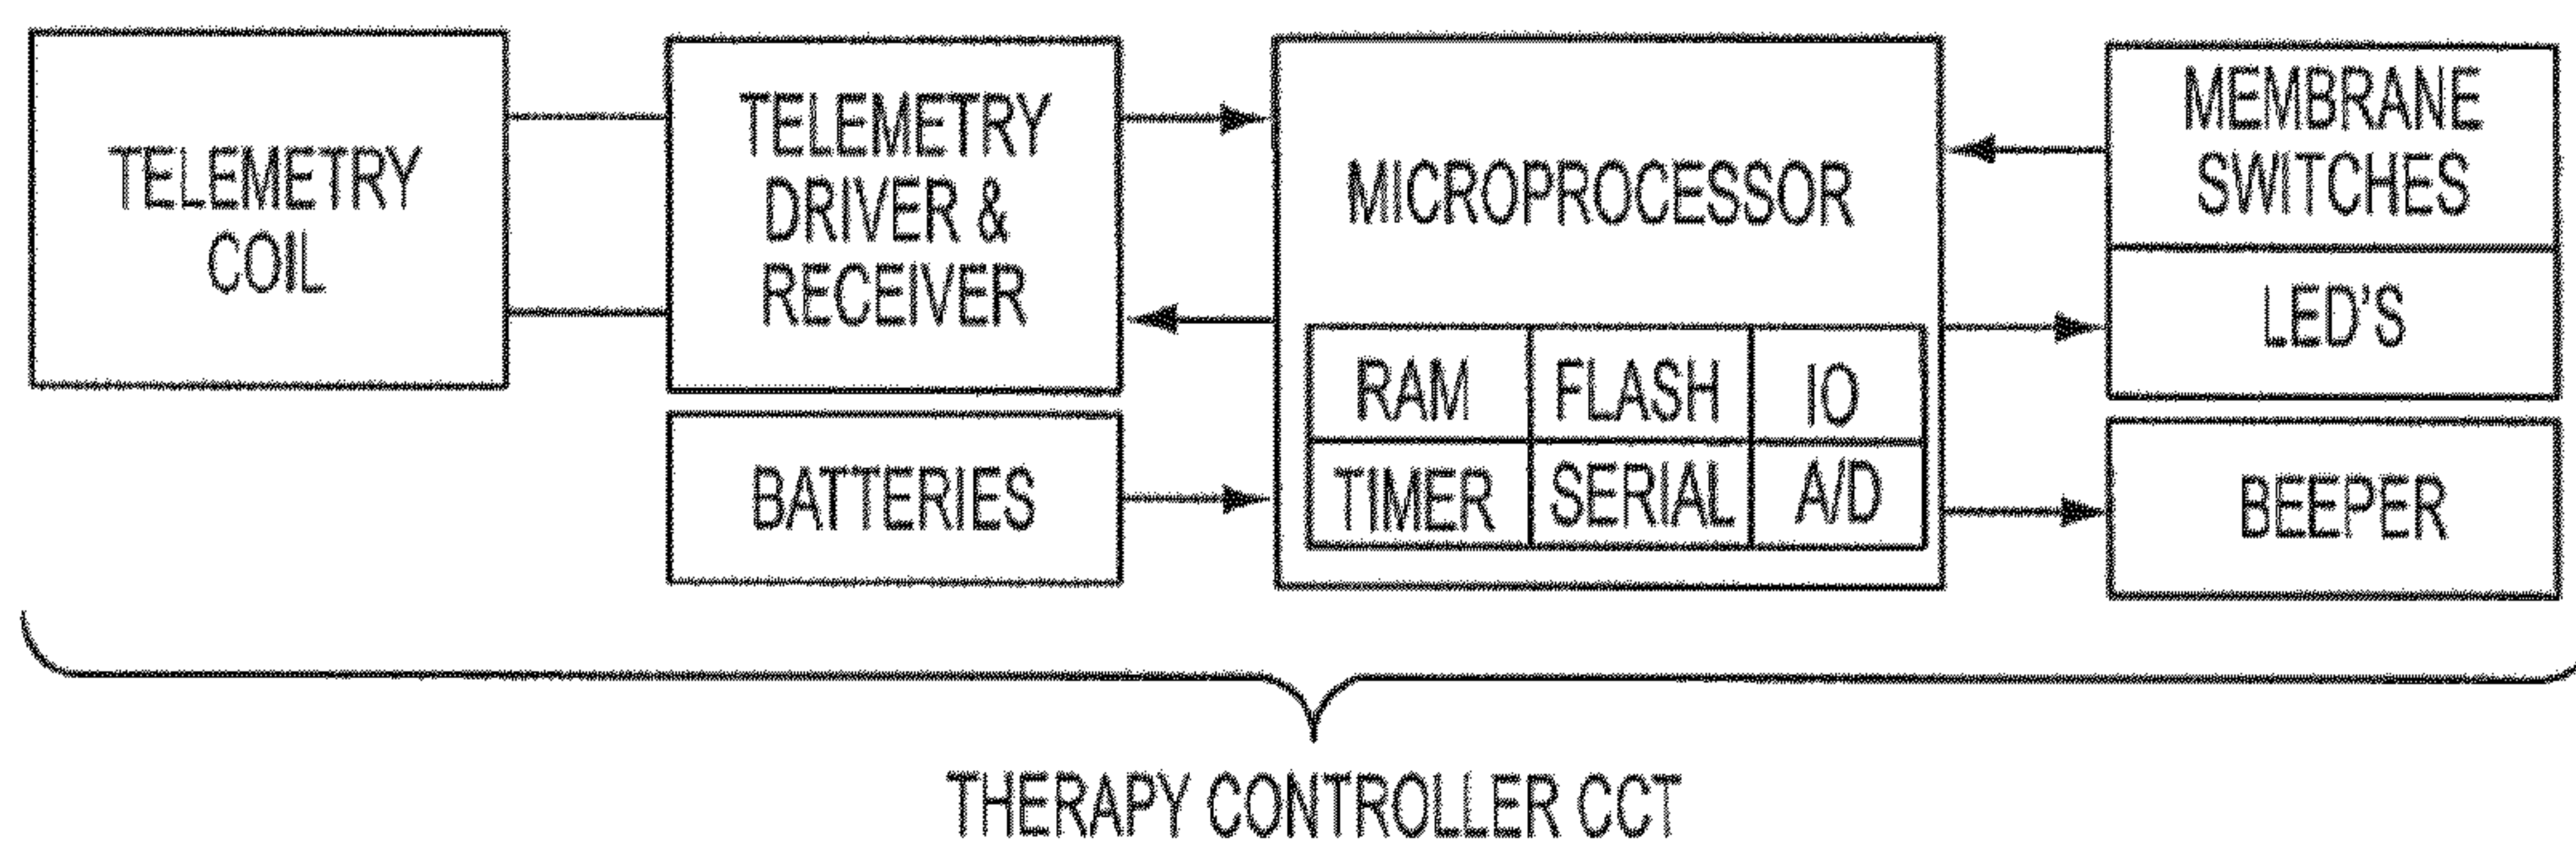 TELEMETRY
COIL
TELEMETRY
DRIVER &
RECEIVER
BATTERIES
MICROPROCESSOR
RAM FLASH IO
TIMER SERIAL A/D
MEMBRANE
SWITCHES
LED'S
BEEPER
THERAPY CONTROLLER CCT